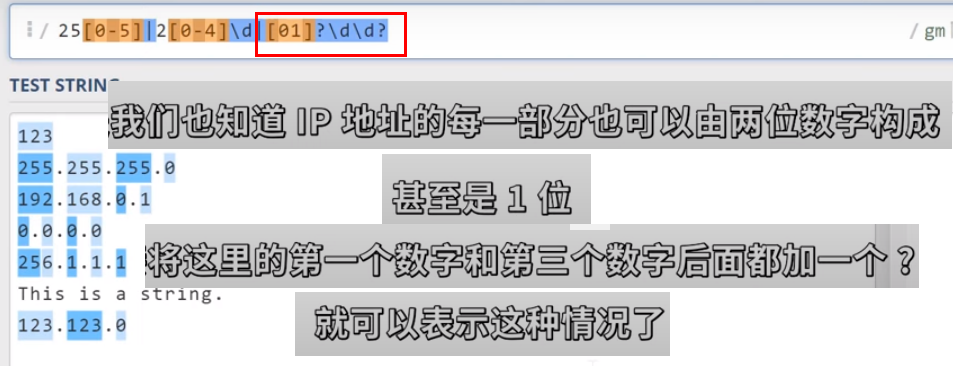 / 25[0-5]|2[0-4]\d|[01]?\d\d? / gm
TEST STRING
我们也知道 IP 地址的每一部分也可以由两位数字构成
123
255.255.255.0
甚至是 1 位
192.168.0.1
0.0.0.0
256.1.1.1
将这里的第一个数字和第三个数字后面都加一个 ?
This is a string.
123.123.0
就可以表示这种情况了